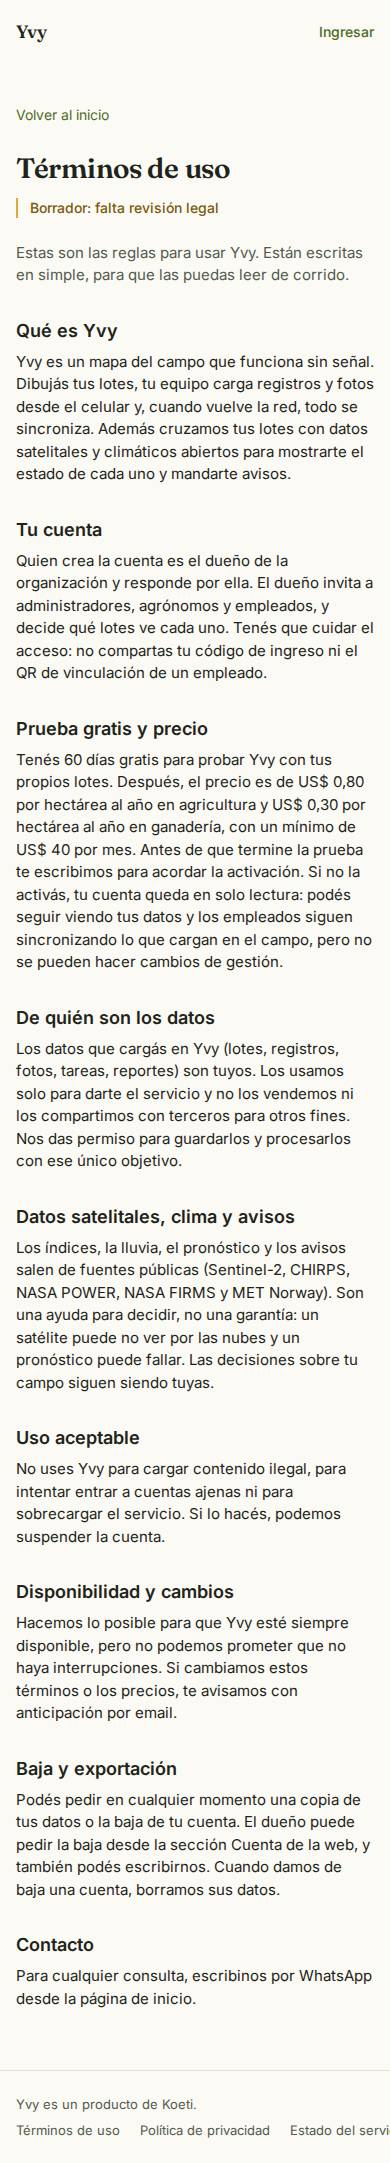 Yvy
Ingresar
Volver al inicio
Términos de uso
Borrador: falta revisión legal
Estas son las reglas para usar Yvy. Están escritas
en simple, para que las puedas leer de corrido.
Qué es Yvy
Yvy es un mapa del campo que funciona sin señal.
Dibujás tus lotes, tu equipo carga registros y fotos
desde el celular y, cuando vuelve la red, todo se
sincroniza. Además cruzamos tus lotes con datos
satelitales y climáticos abiertos para mostrarte el
estado de cada uno y mandarte avisos.
Tu cuenta
Quien crea la cuenta es el dueño de la
organización y responde por ella. El dueño invita a
administradores, agrónomos y empleados, y
decide qué lotes ve cada uno. Tenés que cuidar el
acceso: no compartas tu código de ingreso ni el
QR de vinculación de un empleado.
Prueba gratis y precio
Tenés 60 días gratis para probar Yvy con tus
propios lotes. Después, el precio es de US$ 0,80
por hectárea al año en agricultura y US$ 0,30 por
hectárea al año en ganadería, con un mínimo de
US$ 40 por mes. Antes de que termine la prueba
te escribimos para acordar la activación. Si no la
activás, tu cuenta queda en solo lectura: podés
seguir viendo tus datos y los empleados siguen
sincronizando lo que cargan en el campo, pero no
se pueden hacer cambios de gestión.
De quién son los datos
Los datos que cargás en Yvy (lotes, registros,
fotos, tareas, reportes) son tuyos. Los usamos
solo para darte el servicio y no los vendemos ni
los compartimos con terceros para otros fines.
Nos das permiso para guardarlos y procesarlos
con ese único objetivo.
Datos satelitales, clima y avisos
Los índices, la lluvia, el pronóstico y los avisos
salen de fuentes públicas (Sentinel-2, CHIRPS,
NASA POWER, NASA FIRMS y MET Norway). Son
una ayuda para decidir, no una garantía: un
satélite puede no ver por las nubes y un
pronóstico puede fallar. Las decisiones sobre tu
campo siguen siendo tuyas.
Uso aceptable
No uses Yvy para cargar contenido ilegal, para
intentar entrar a cuentas ajenas ni para
sobrecargar el servicio. Si lo hacés, podemos
suspender la cuenta.
Disponibilidad y cambios
Hacemos lo posible para que Yvy esté siempre
disponible, pero no podemos prometer que no
haya interrupciones. Si cambiamos estos
términos o los precios, te avisamos con
anticipación por email.
Baja y exportación
Podés pedir en cualquier momento una copia de
tus datos o la baja de tu cuenta. El dueño puede
pedir la baja desde la sección Cuenta de la web, y
también podés escribirnos. Cuando damos de
baja una cuenta, borramos sus datos.
Contacto
Para cualquier consulta, escribinos por WhatsApp
desde la página de inicio.
Yvy es un producto de Koeti.
Términos de uso
Política de privacidad
Estado del servi